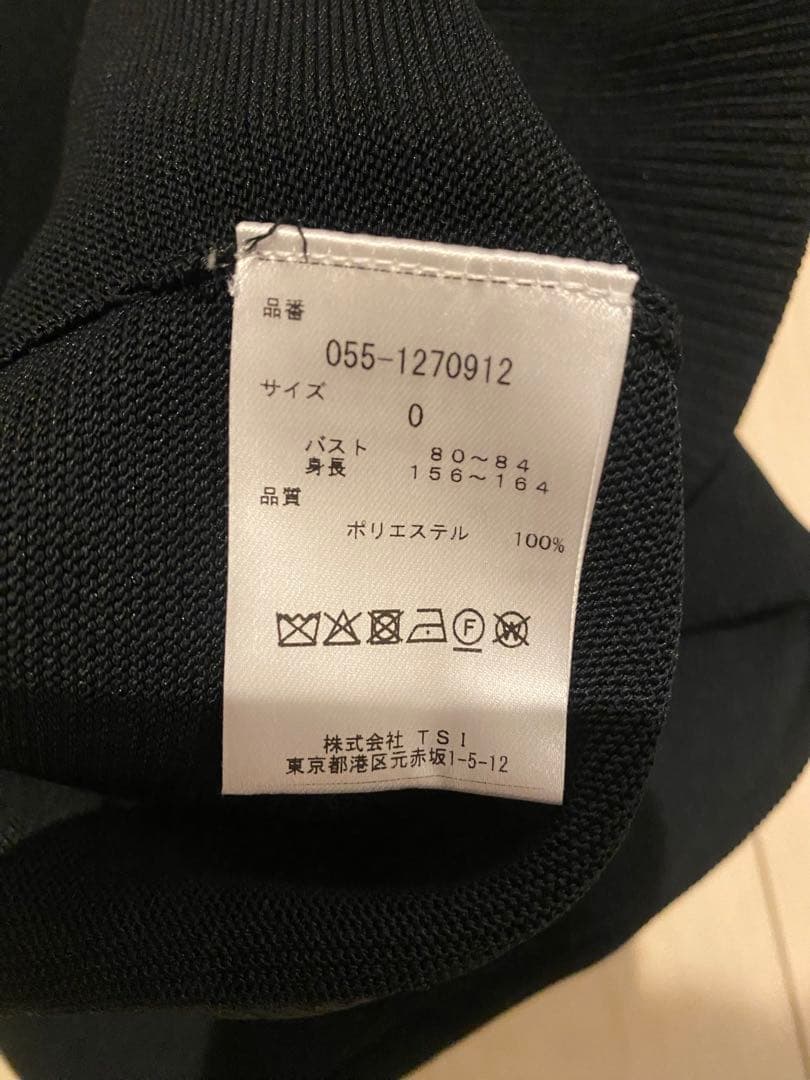 品番
055-1270912
サイズ
0
バスト 80～84
身長 156～164
品質
ポリエステル 100%
F
W
株式会社 TSI
東京都港区元赤坂1-5-12